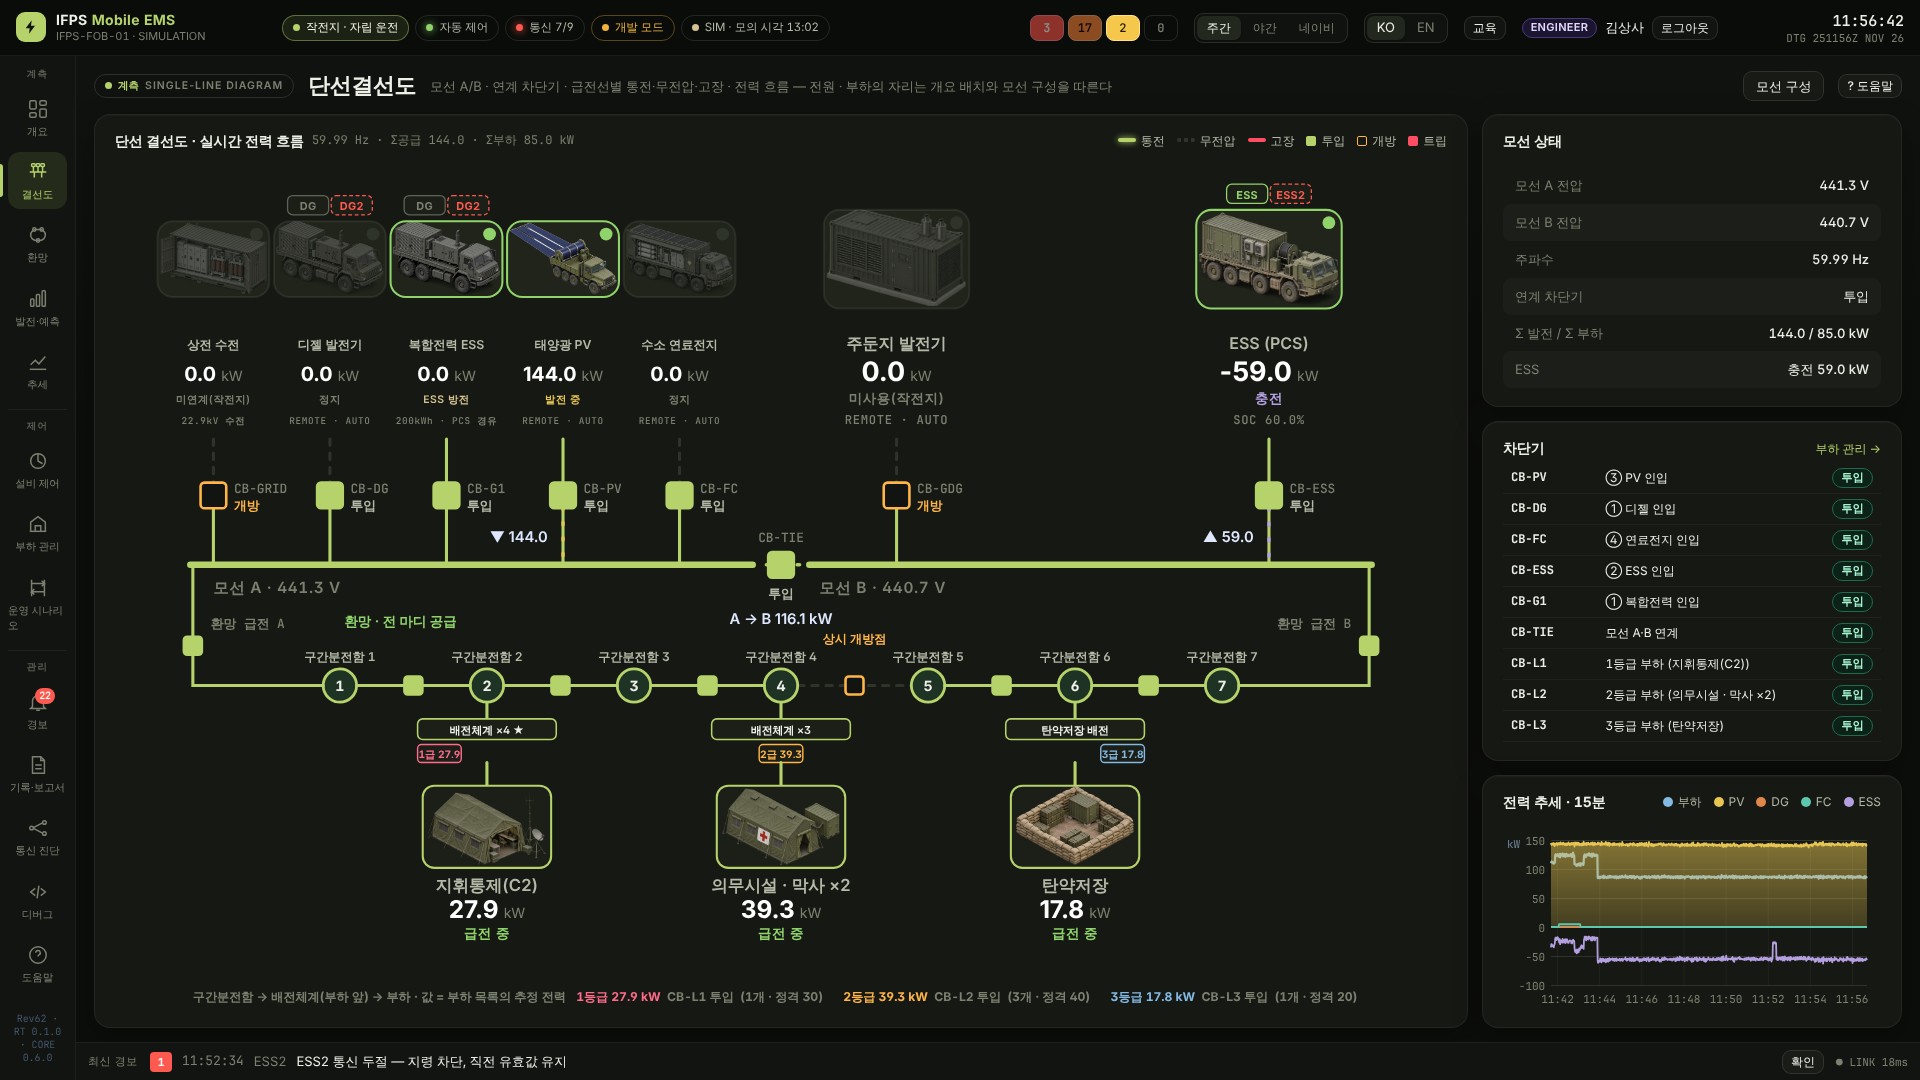 IFPS Mobile EMS
IFPS-FOB-01 · SIMULATION
작전지 · 자립 운전
자동 제어
통신 7/9
개발 모드
SIM · 모의 시각 13:02
3
17
2
0
주간
야간
네이비
KO
EN
교육
ENGINEER
김상사
로그아웃
11:56:42
DTG 251156Z NOV 26
계측
개요
결선도
환망
발전·예측
추세
제어
설비 제어
부하 관리
운영 시나리
오
관리
22
경보
기록·보고서
통신 진단
디버그
도움말
Rev62 ·
RT 0.1.0
· CORE
0.6.0
계측 SINGLE-LINE DIAGRAM
단선결선도
모선 A/B · 연계 차단기 · 급전선별 통전·무전압·고장 · 전력 흐름 — 전원 · 부하의 자리는 개요 배치와 모선 구성을 따른다
모선 구성
? 도움말
단선 결선도 · 실시간 전력 흐름
59.99 Hz · Σ공급 144.0 · Σ부하 85.0 kW
통전
무전압
고장
투입
개방
트립
DG
DG2
DG
DG2
ESS
ESS2
상전 수전
0.0 kW
미연계(작전지)
22.9kV 수전
디젤 발전기
0.0 kW
정지
REMOTE · AUTO
복합전력 ESS
0.0 kW
ESS 방전
200kWh · PCS 경유
태양광 PV
144.0 kW
발전 중
REMOTE · AUTO
수소 연료전지
0.0 kW
정지
REMOTE · AUTO
주둔지 발전기
0.0 kW
미사용(작전지)
REMOTE · AUTO
ESS (PCS)
-59.0 kW
충전
SOC 60.0%
CB-GRID
개방
CB-DG
투입
CB-G1
투입
CB-PV
투입
CB-FC
투입
CB-GDG
개방
CB-ESS
투입
▼ 144.0
▲ 59.0
CB-TIE
투입
모선 A · 441.3 V
모선 B · 440.7 V
환망 급전 A
환망 · 전 마디 공급
A → B 116.1 kW
상시 개방점
환망 급전 B
구간분전함 1
구간분전함 2
구간분전함 3
구간분전함 4
구간분전함 5
구간분전함 6
구간분전함 7
1
2
3
4
5
6
7
배전체계 ×4 ★
배전체계 ×3
탄약저장 배전
1급 27.9
2급 39.3
3급 17.8
지휘통제(C2)
27.9 kW
급전 중
의무시설 · 막사 ×2
39.3 kW
급전 중
탄약저장
17.8 kW
급전 중
구간분전함 → 배전체계(부하 앞) → 부하 · 값 = 부하 목록의 추정 전력
1등급 27.9 kW CB-L1 투입 (1개 · 정격 30)
2등급 39.3 kW CB-L2 투입 (3개 · 정격 40)
3등급 17.8 kW CB-L3 투입 (1개 · 정격 20)
모선 상태
모선 A 전압 441.3 V
모선 B 전압 440.7 V
주파수 59.99 Hz
연계 차단기 투입
Σ 발전 / Σ 부하 144.0 / 85.0 kW
ESS 충전 59.0 kW
차단기
부하 관리 →
CB-PV ③ PV 인입 투입
CB-DG ① 디젤 인입 투입
CB-FC ④ 연료전지 인입 투입
CB-ESS ② ESS 인입 투입
CB-G1 ① 복합전력 인입 투입
CB-TIE 모선 A·B 연계 투입
CB-L1 1등급 부하 (지휘통제(C2)) 투입
CB-L2 2등급 부하 (의무시설 · 막사 ×2) 투입
CB-L3 3등급 부하 (탄약저장) 투입
전력 추세 · 15분
부하
PV
DG
FC
ESS
kW
150
100
50
0
-50
-100
11:42 11:44 11:46 11:48 11:50 11:52 11:54 11:56
최신 경보
1
11:52:34
ESS2
ESS2 통신 두절 — 지령 차단, 직전 유효값 유지
확인
LINK 18ms